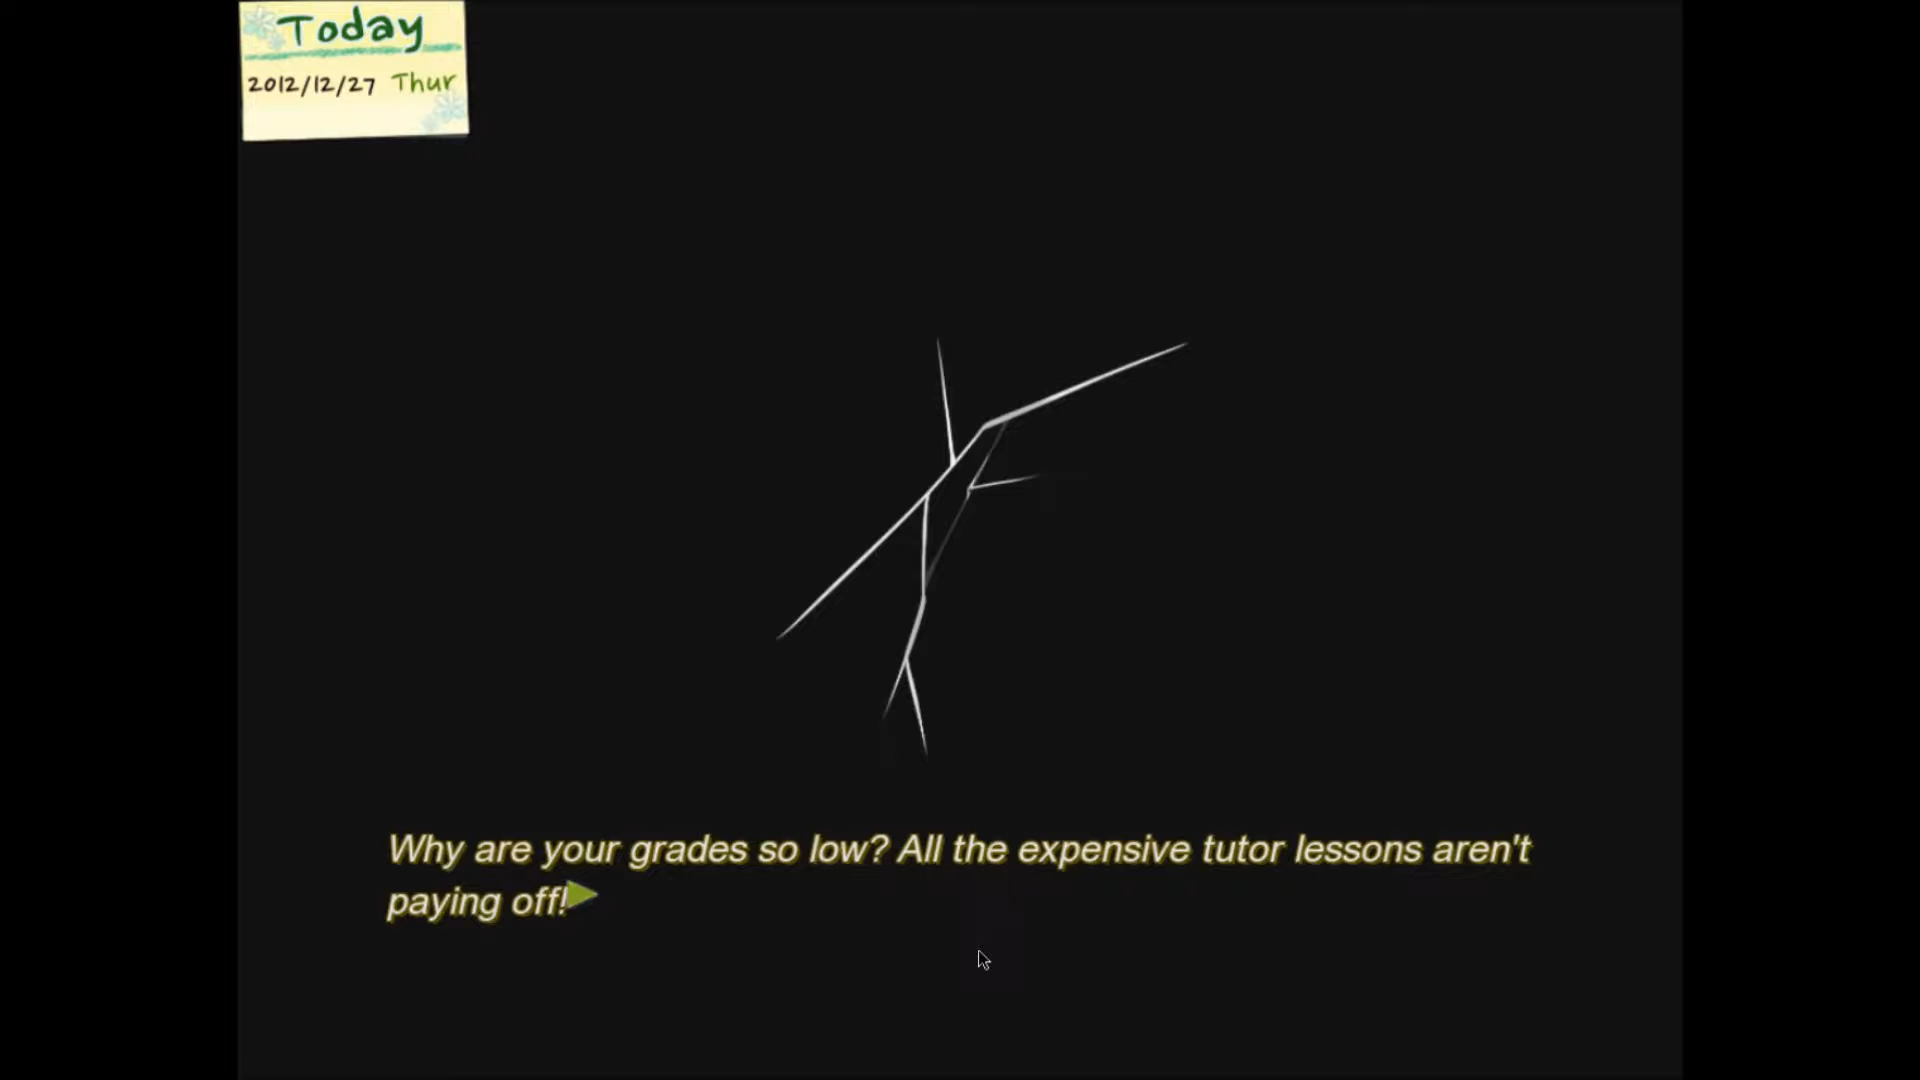 Today
2012/12/27 Thur
Why are your grades so low? All the expensive tutor lessons aren't
paying off!